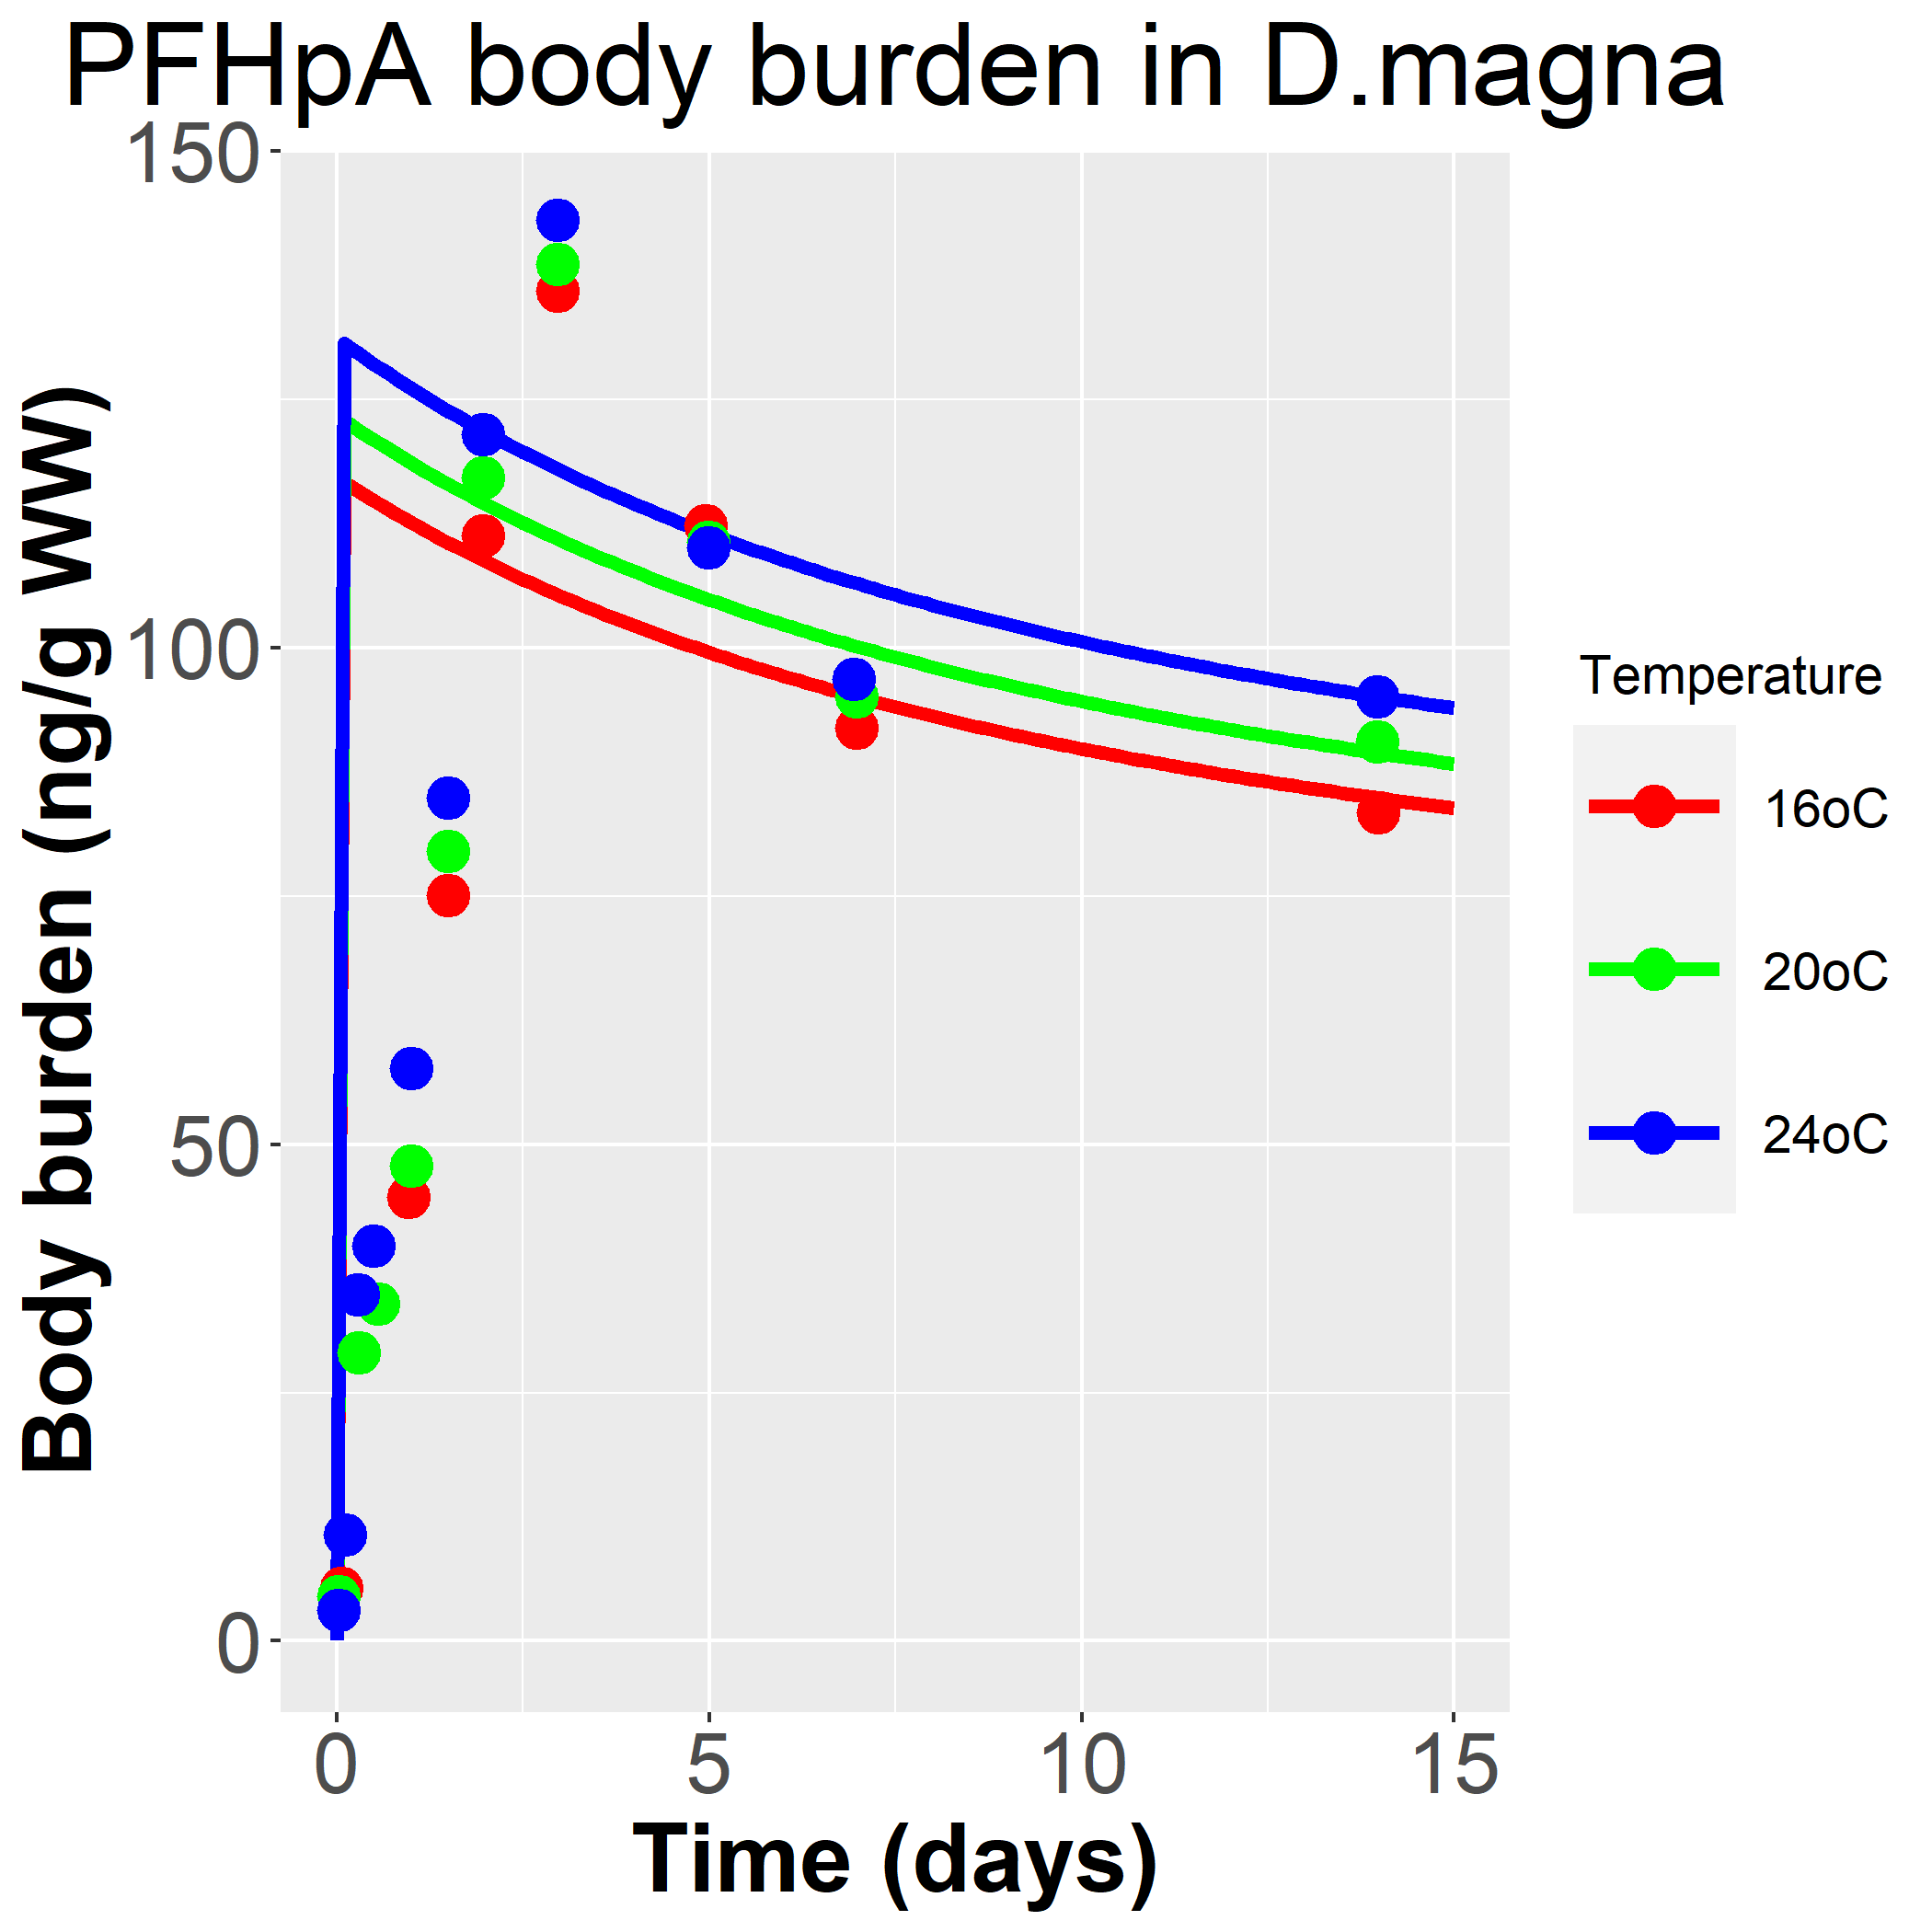 PFHpA body burden in D.magna
150
100
50
0
Body burden (ng/g WW)
0 5 10 15
Time (days)
Temperature
16oC
20oC
24oC